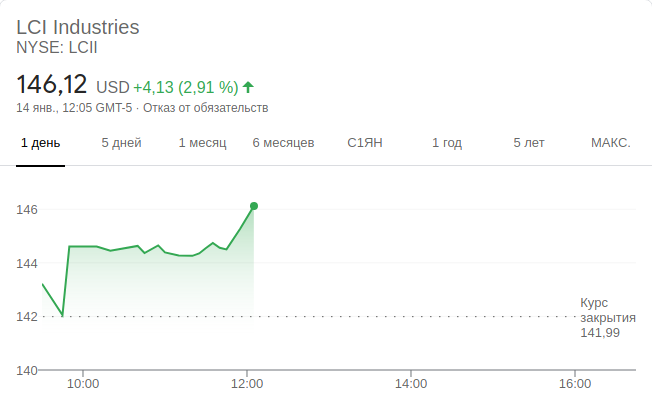 LCI Industries
NYSE: LCII
146,12 USD +4,13 (2,91 %)
14 янв., 12:05 GMT-5 · Отказ от обязательств
1 день 5 дней 1 месяц 6 месяцев С1ЯН 1 год 5 лет МАКС.
146
144
142
140
Курс
закрытия
141,99
10:00 12:00 14:00 16:00